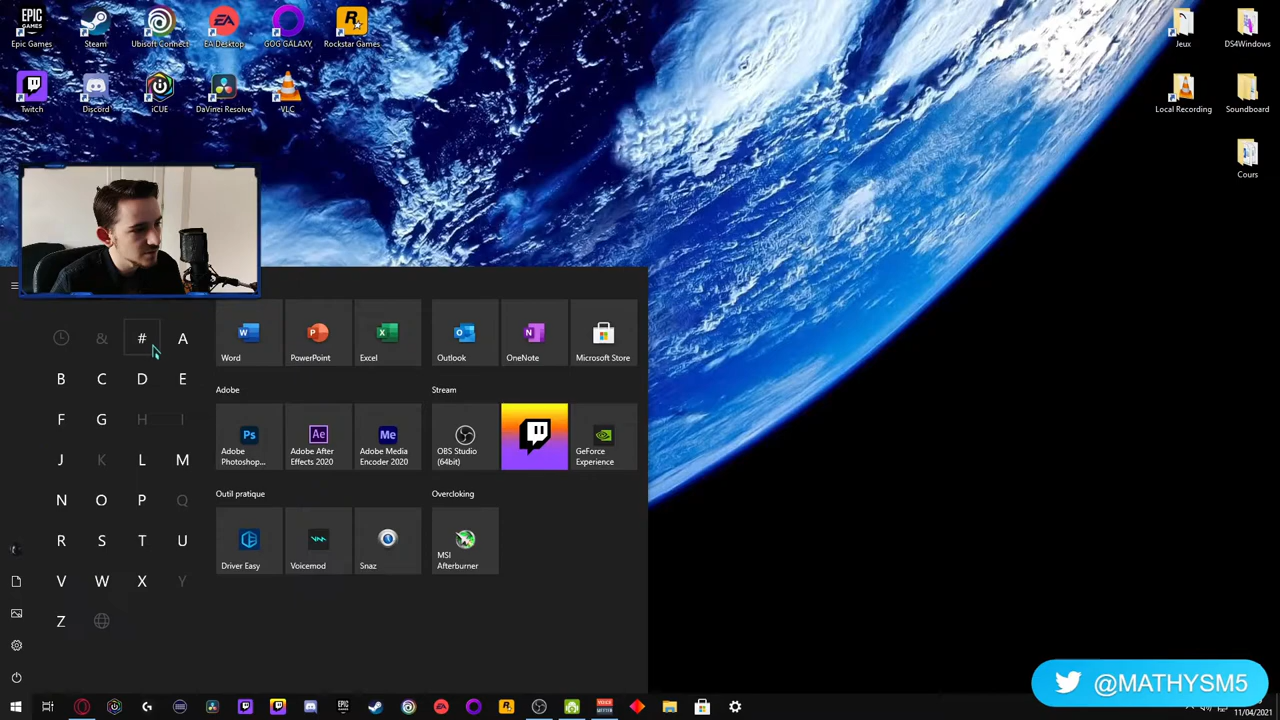 Epic Games
Steam
Ubisoft Connect
EA Desktop
GOG GALAXY
Rockstar Games
Jeux
DS4Windows
Twitch
Discord
iCUE
DaVinci Resolve
VLC
Local Recording
Soundboard
Cours
& # A
B C D E
F G H I
J K L M
N O P Q
R S T U
V W X Y
Z
Word
PowerPoint
Excel
Outlook
OneNote
Microsoft Store
Adobe
Stream
Adobe Photoshop...
Adobe After Effects 2020
Adobe Media Encoder 2020
OBS Studio (64bit)
GeForce Experience
Outil pratique
Overcloking
Driver Easy
Voicemod
Snaz
MSI Afterburner
@MATHYSM5
11/04/2021